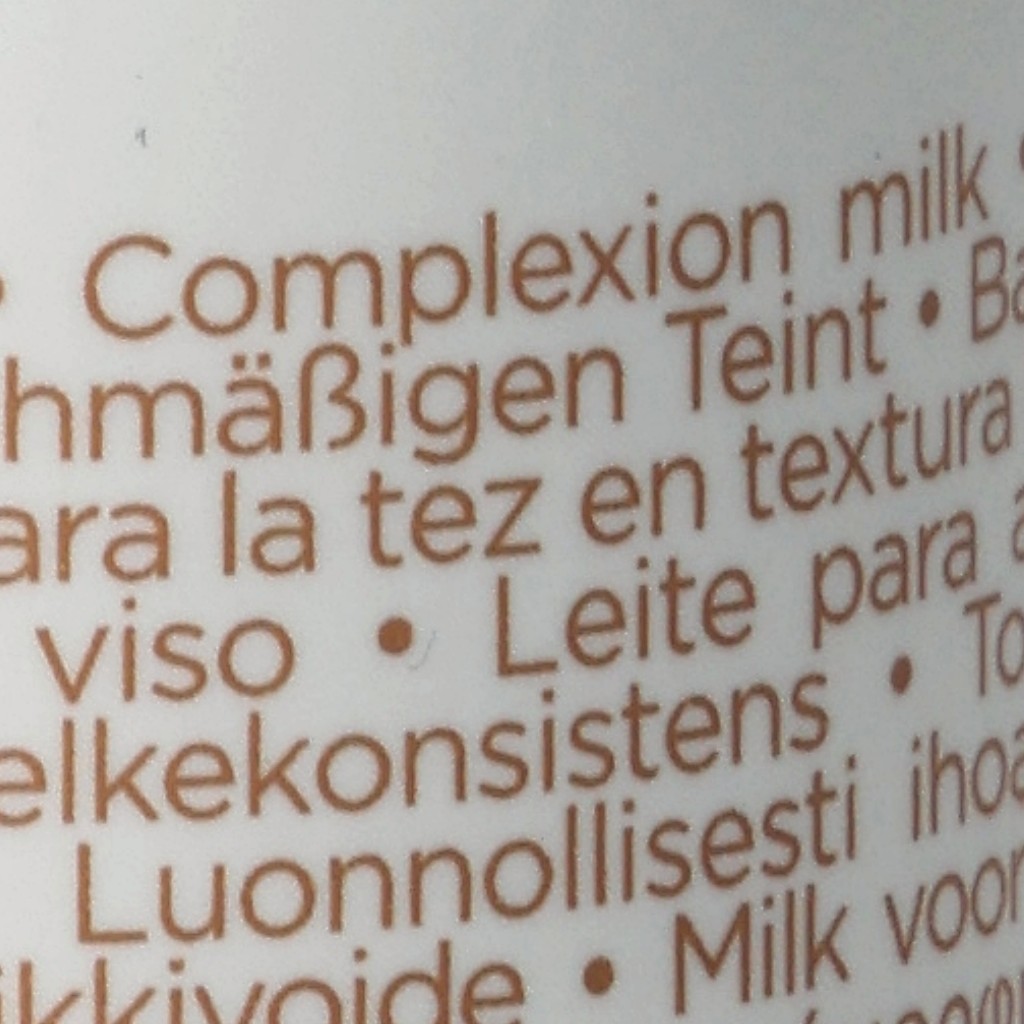 • Complexion milk
hmäßigen Teint • Ba
ara la tez en textura
viso • Leite para a
elkekonsistens • To
Luonnollisesti ihoa
ikkivoide • Milk voor